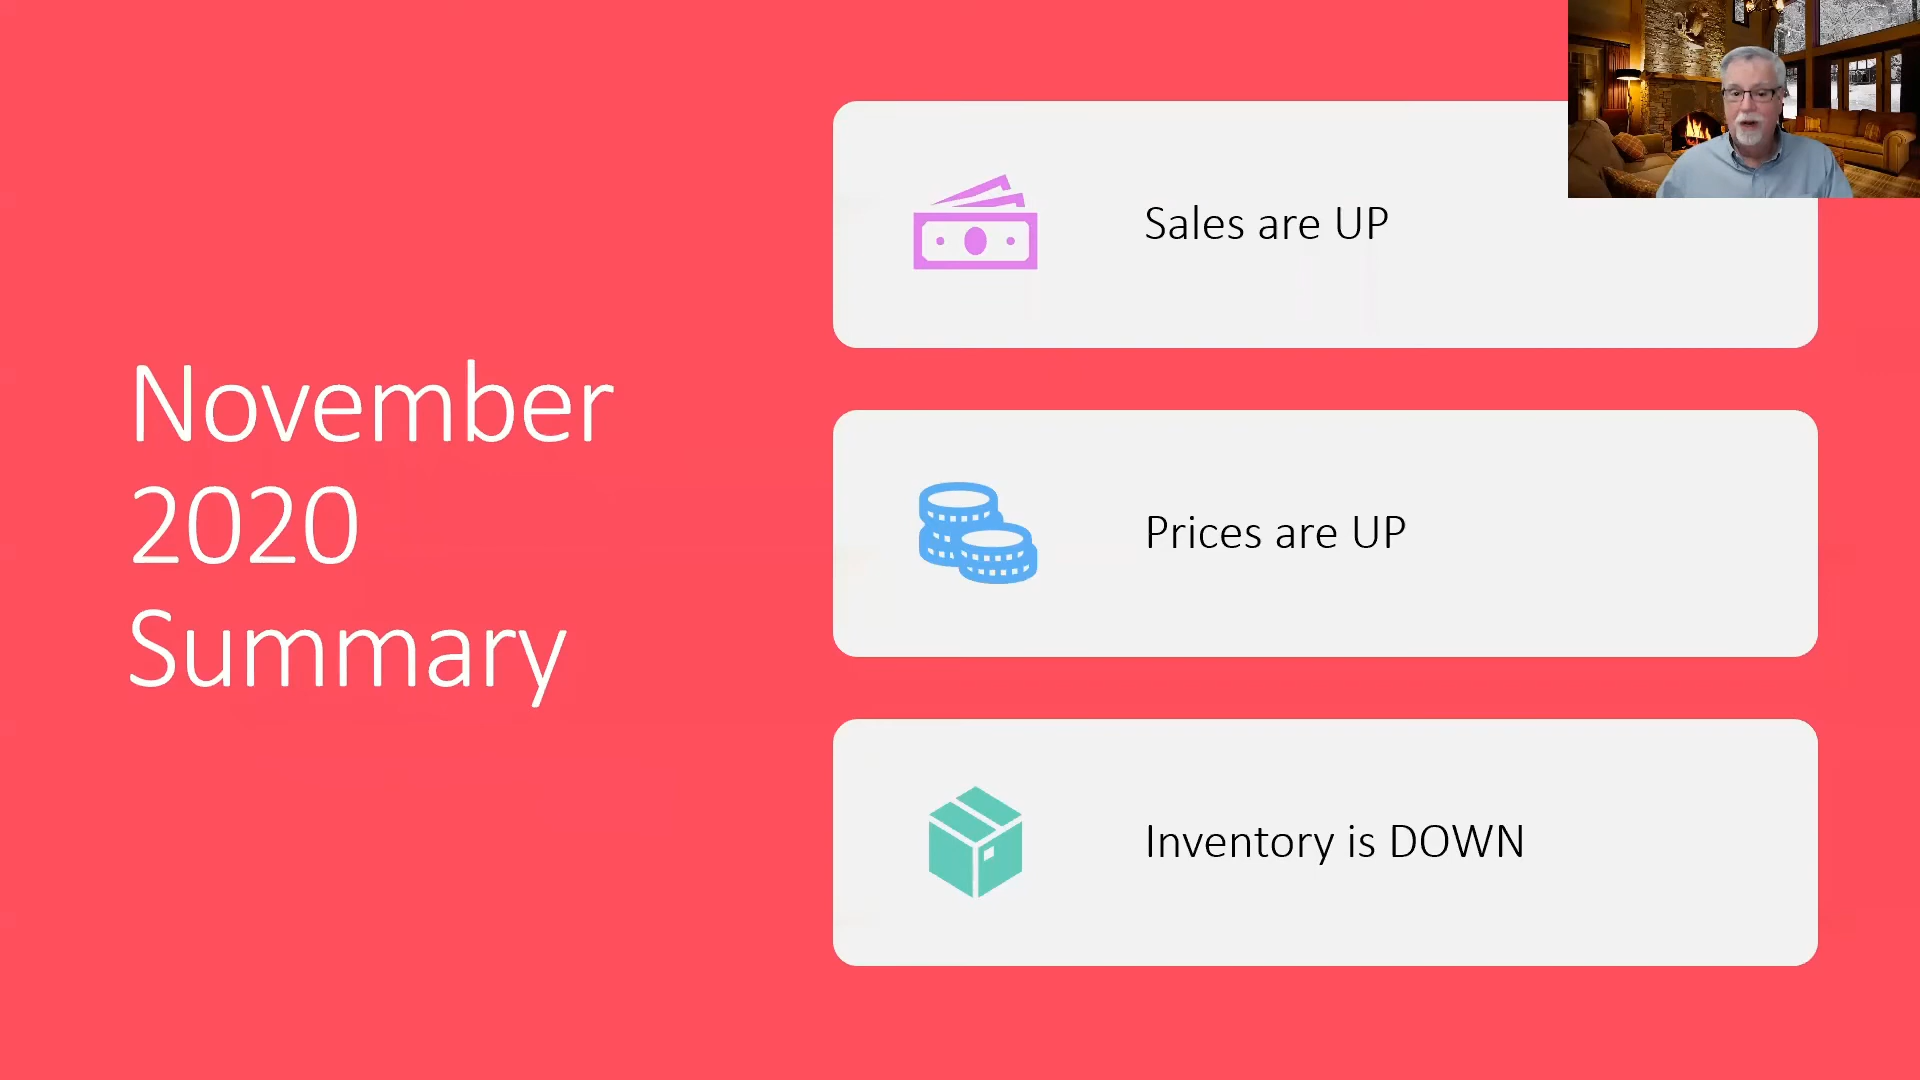 November
2020
Summary
Sales are UP
Prices are UP
Inventory is DOWN